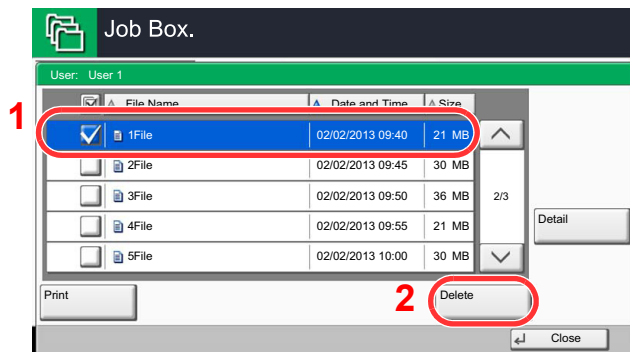 Job Box.
User: User 1
File Name Date and Time Size
1
1File 02/02/2013 09:40 21 MB
2File 02/02/2013 09:45 30 MB
3File 02/02/2013 09:50 36 MB 2/3
4File 02/02/2013 09:55 21 MB
Detail
5File 02/02/2013 10:00 30 MB
Print 2 Delete
Close